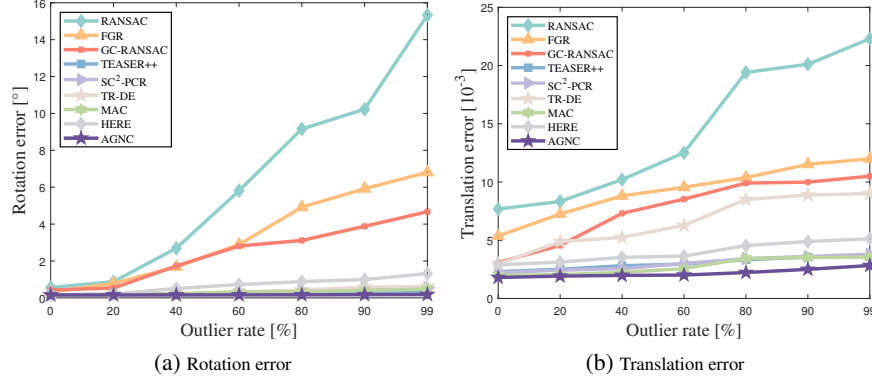 16
14
12
10
8
6
4
2
0
Rotation error [°]
RANSAC
FGR
GC-RANSAC
TEASER++
SC²-PCR
TR-DE
MAC
HERE
AGNC
0 20 40 60 80 90 99
Outlier rate [%]
(a) Rotation error
25
20
15
10
5
0
Translation error [10⁻³]
RANSAC
FGR
GC-RANSAC
TEASER++
SC²-PCR
TR-DE
MAC
HERE
AGNC
0 20 40 60 80 90 99
Outlier rate [%]
(b) Translation error